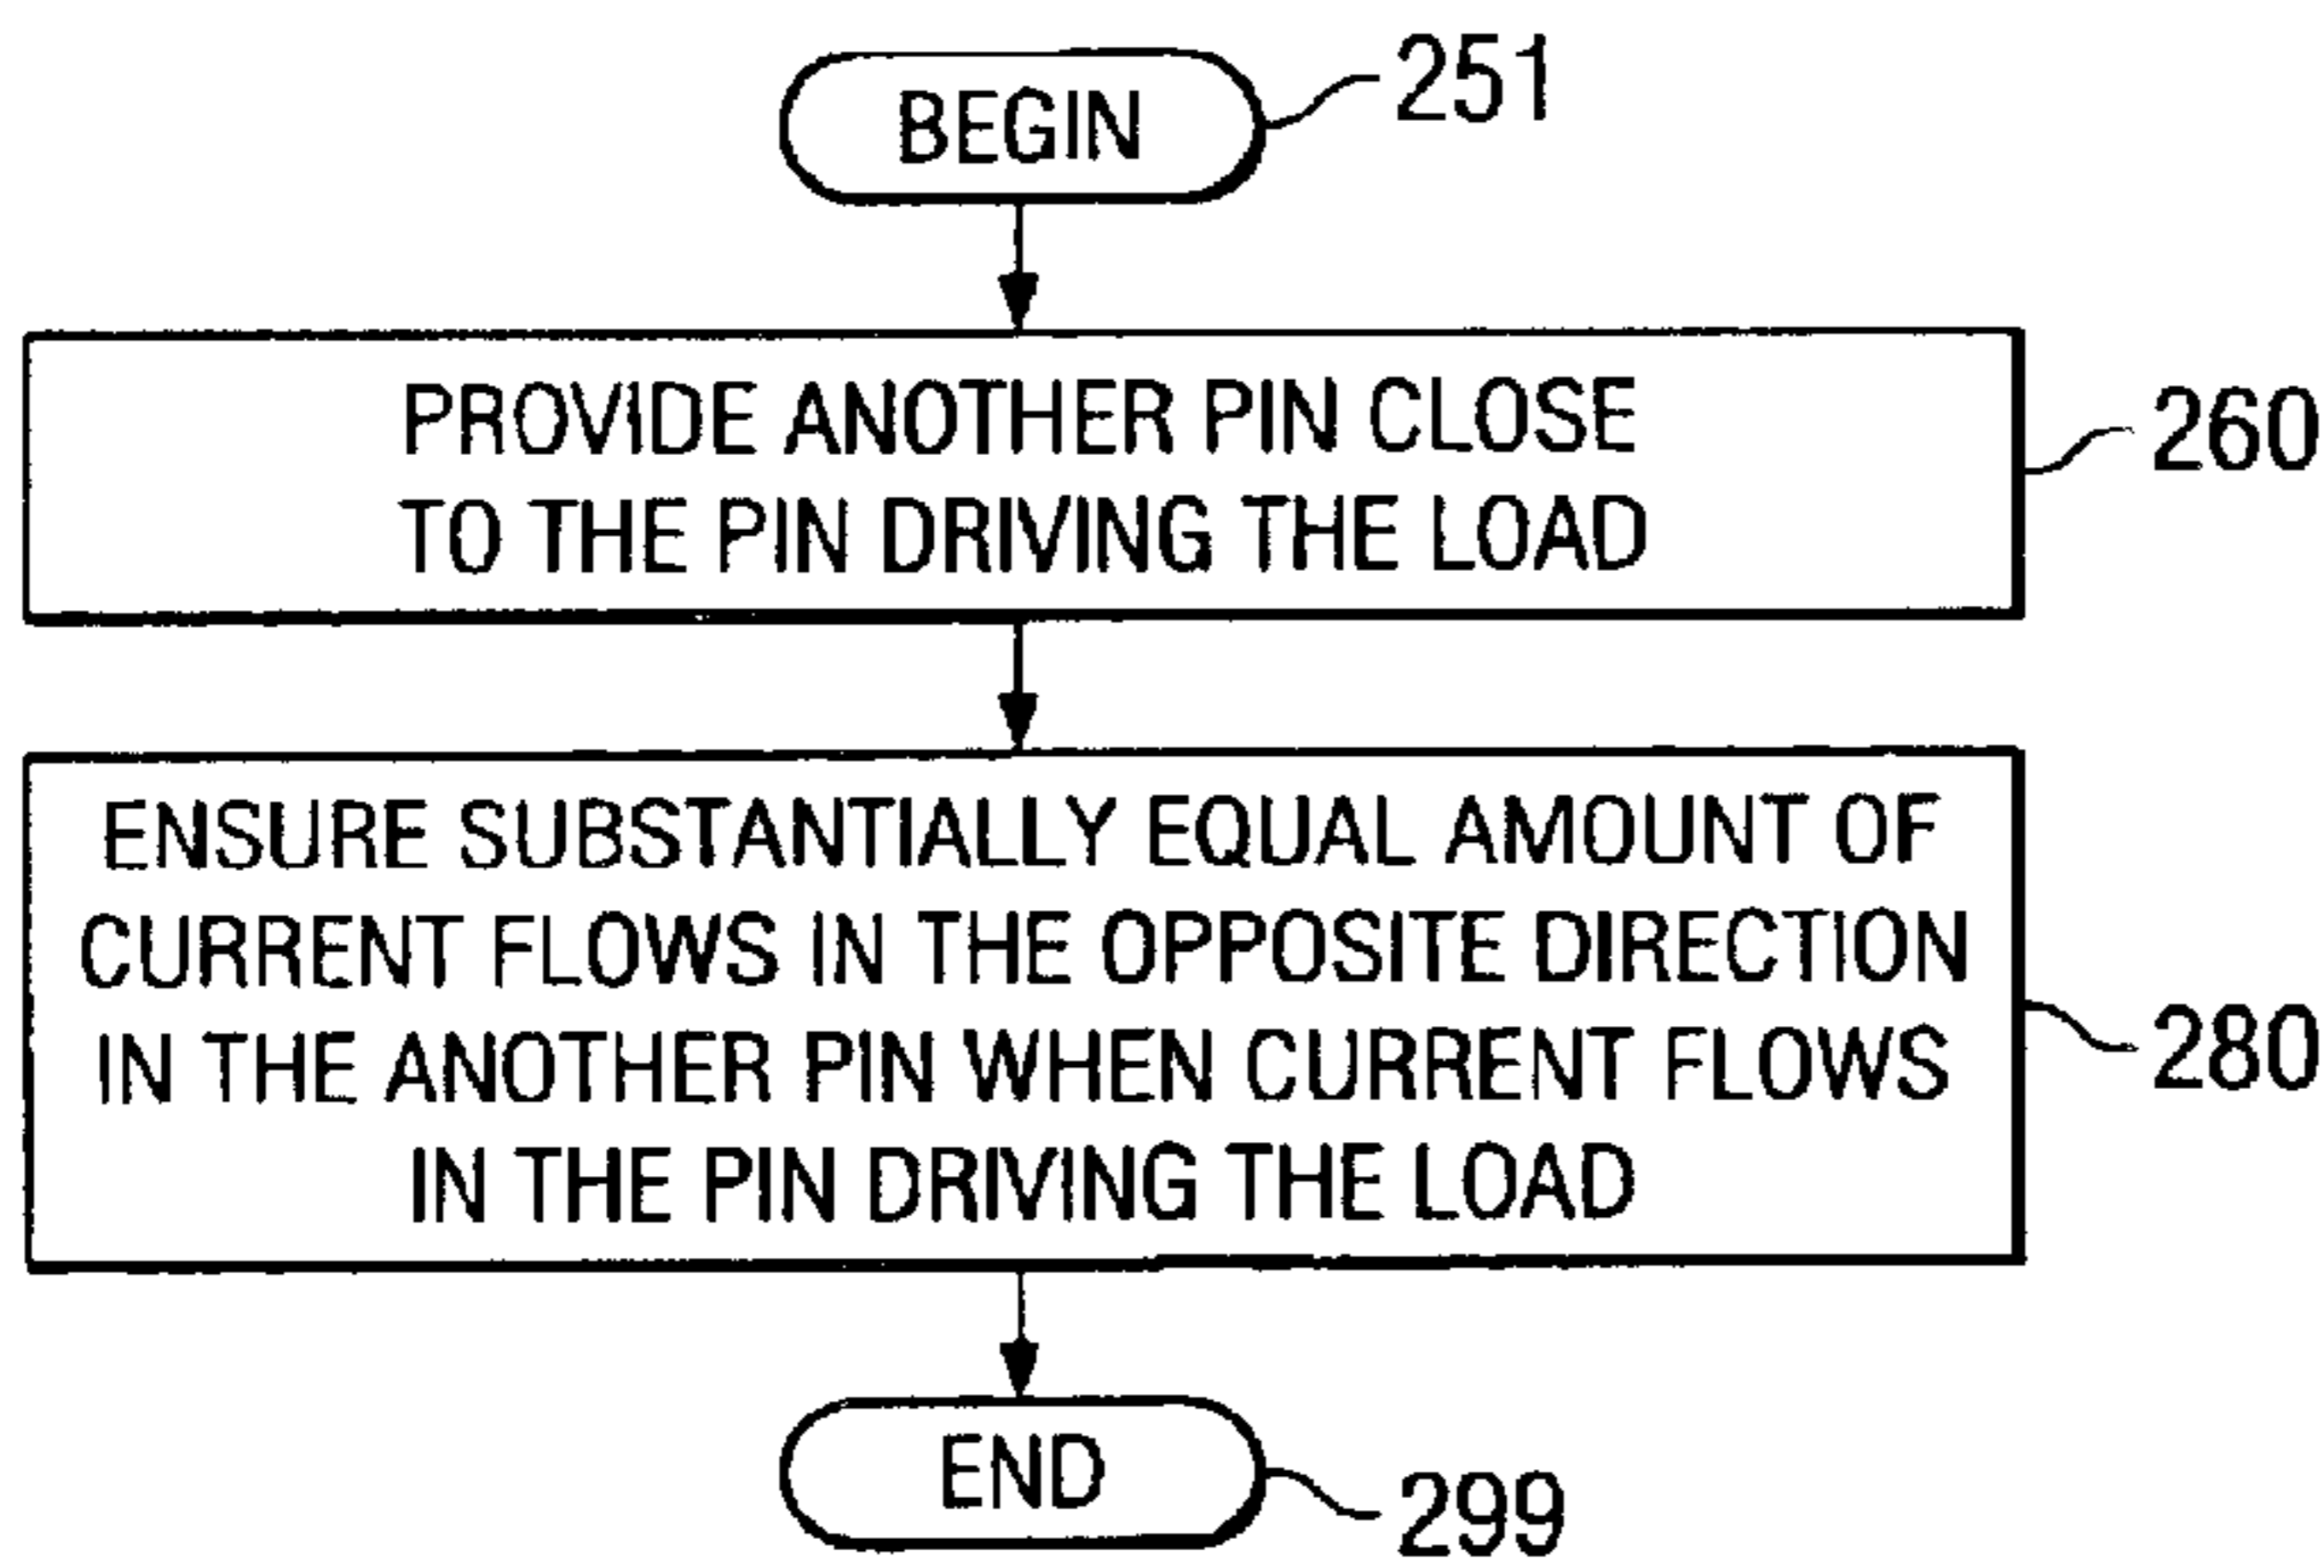 BEGIN
251
PROVIDE ANOTHER PIN CLOSE
TO THE PIN DRIVING THE LOAD
260
ENSURE SUBSTANTIALLY EQUAL AMOUNT OF
CURRENT FLOWS IN THE OPPOSITE DIRECTION
IN THE ANOTHER PIN WHEN CURRENT FLOWS
IN THE PIN DRIVING THE LOAD
280
END
299